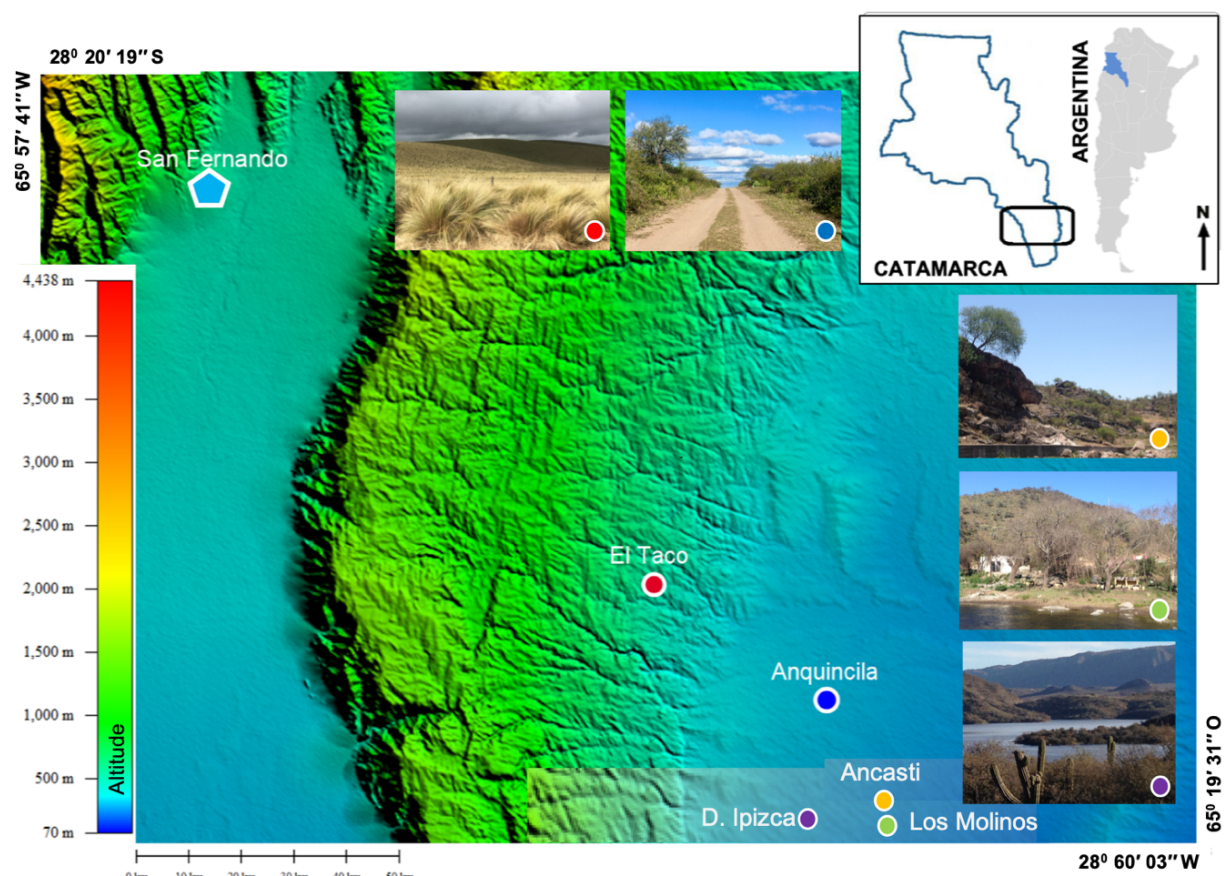 28⁰ 20′ 19″ S
65⁰ 57′ 41″ W
San Fernando
ARGENTINA
N
CATAMARCA
4,438 m
4,000 m
3,500 m
3,000 m
2,500 m
2,000 m
1,500 m
1,000 m
500 m
70 m
Altitude
El Taco
Anquincila
Ancasti
D. Ipizca
Los Molinos
65⁰ 19′ 31″ O
28⁰ 60′ 03″ W